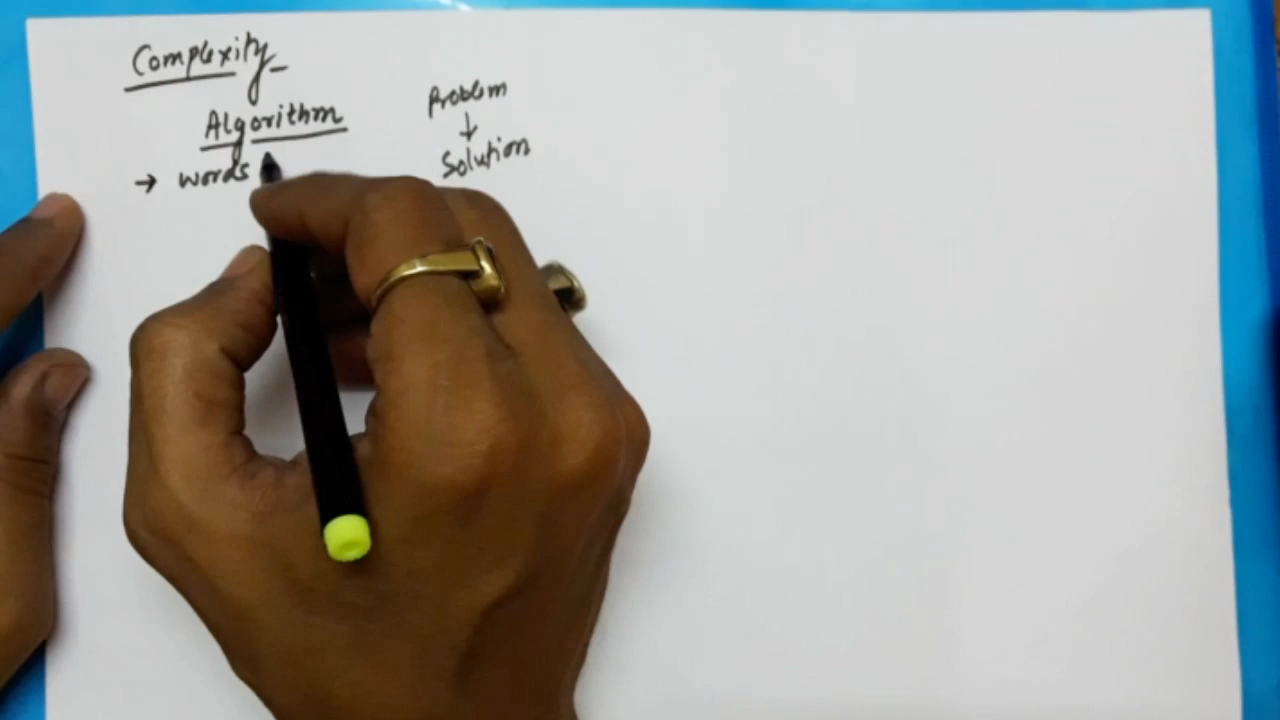 Complexity
Algorithm
→ words
Problem
↓
Solution